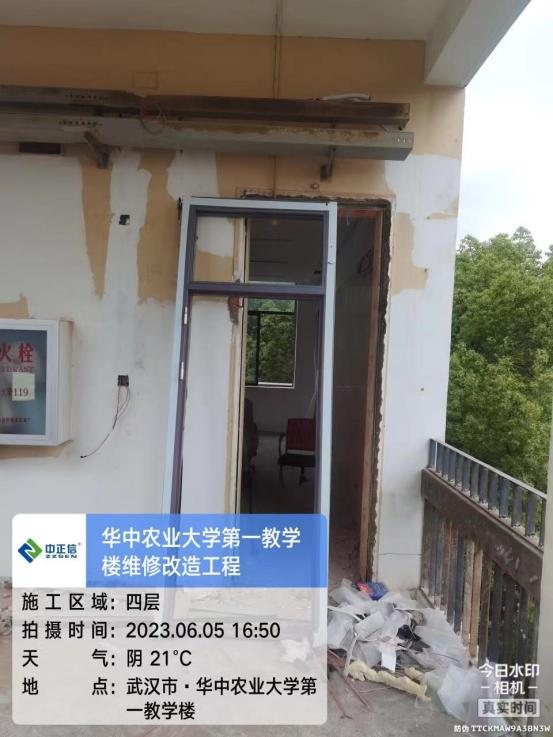 火栓
YDRANT
119
中正信
ZZSEN
华中农业大学第一教学
楼维修改造工程
施工区域：四层
拍摄时间：2023.06.05 16:50
天气：阴 21℃
地点：武汉市·华中农业大学第
一教学楼
今日水印
-相机-
真实时间
防伪 TTCKMAW9A3BN3W